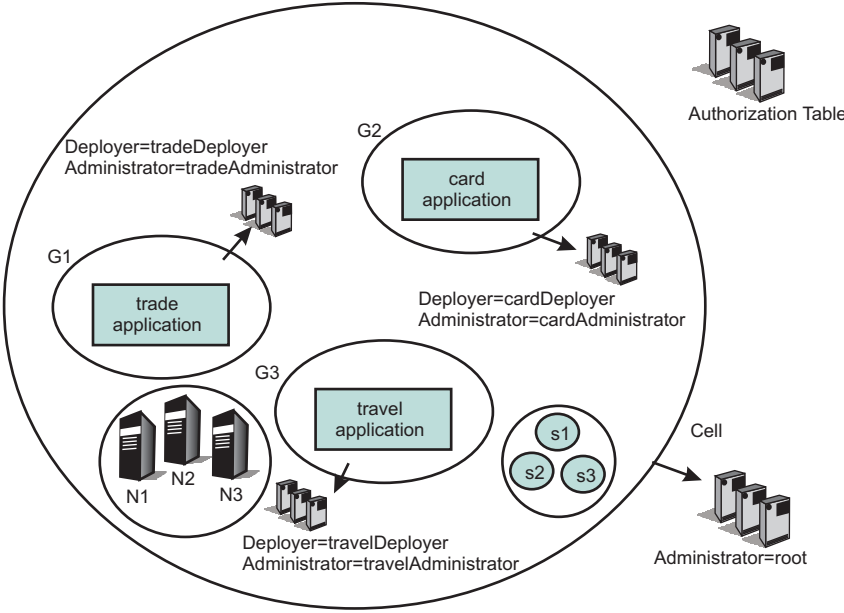 Authorization Table
G2
Deployer=tradeDeployer
Administrator=tradeAdministrator
card
application
G1
trade
application
Deployer=cardDeployer
Administrator=cardAdministrator
G3
travel
application
s1
s2
s3
Cell
N1
N2
N3
Deployer=travelDeployer
Administrator=travelAdministrator
Administrator=root